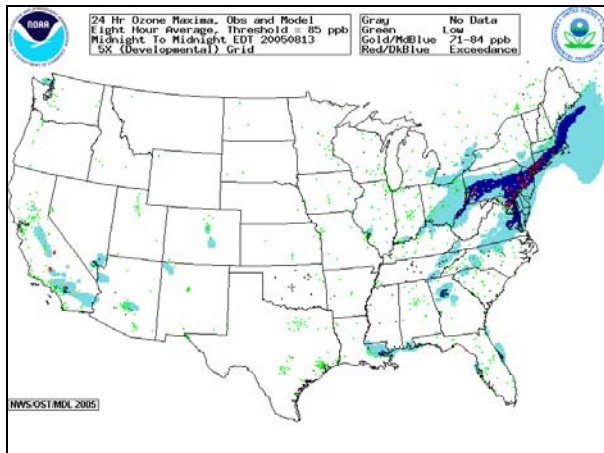 24 Hr Ozone Maxima, Obs and Model
Eight Hour Average, Threshold = 85 ppb
Midnight To Midnight EDT 20050813
5X (Developmental) Grid
Gray No Data
Green Low
Gold/MdBlue 71-84 ppb
Red/DkBlue Exceedance
NOAA
NWS/OST/MDL 2005